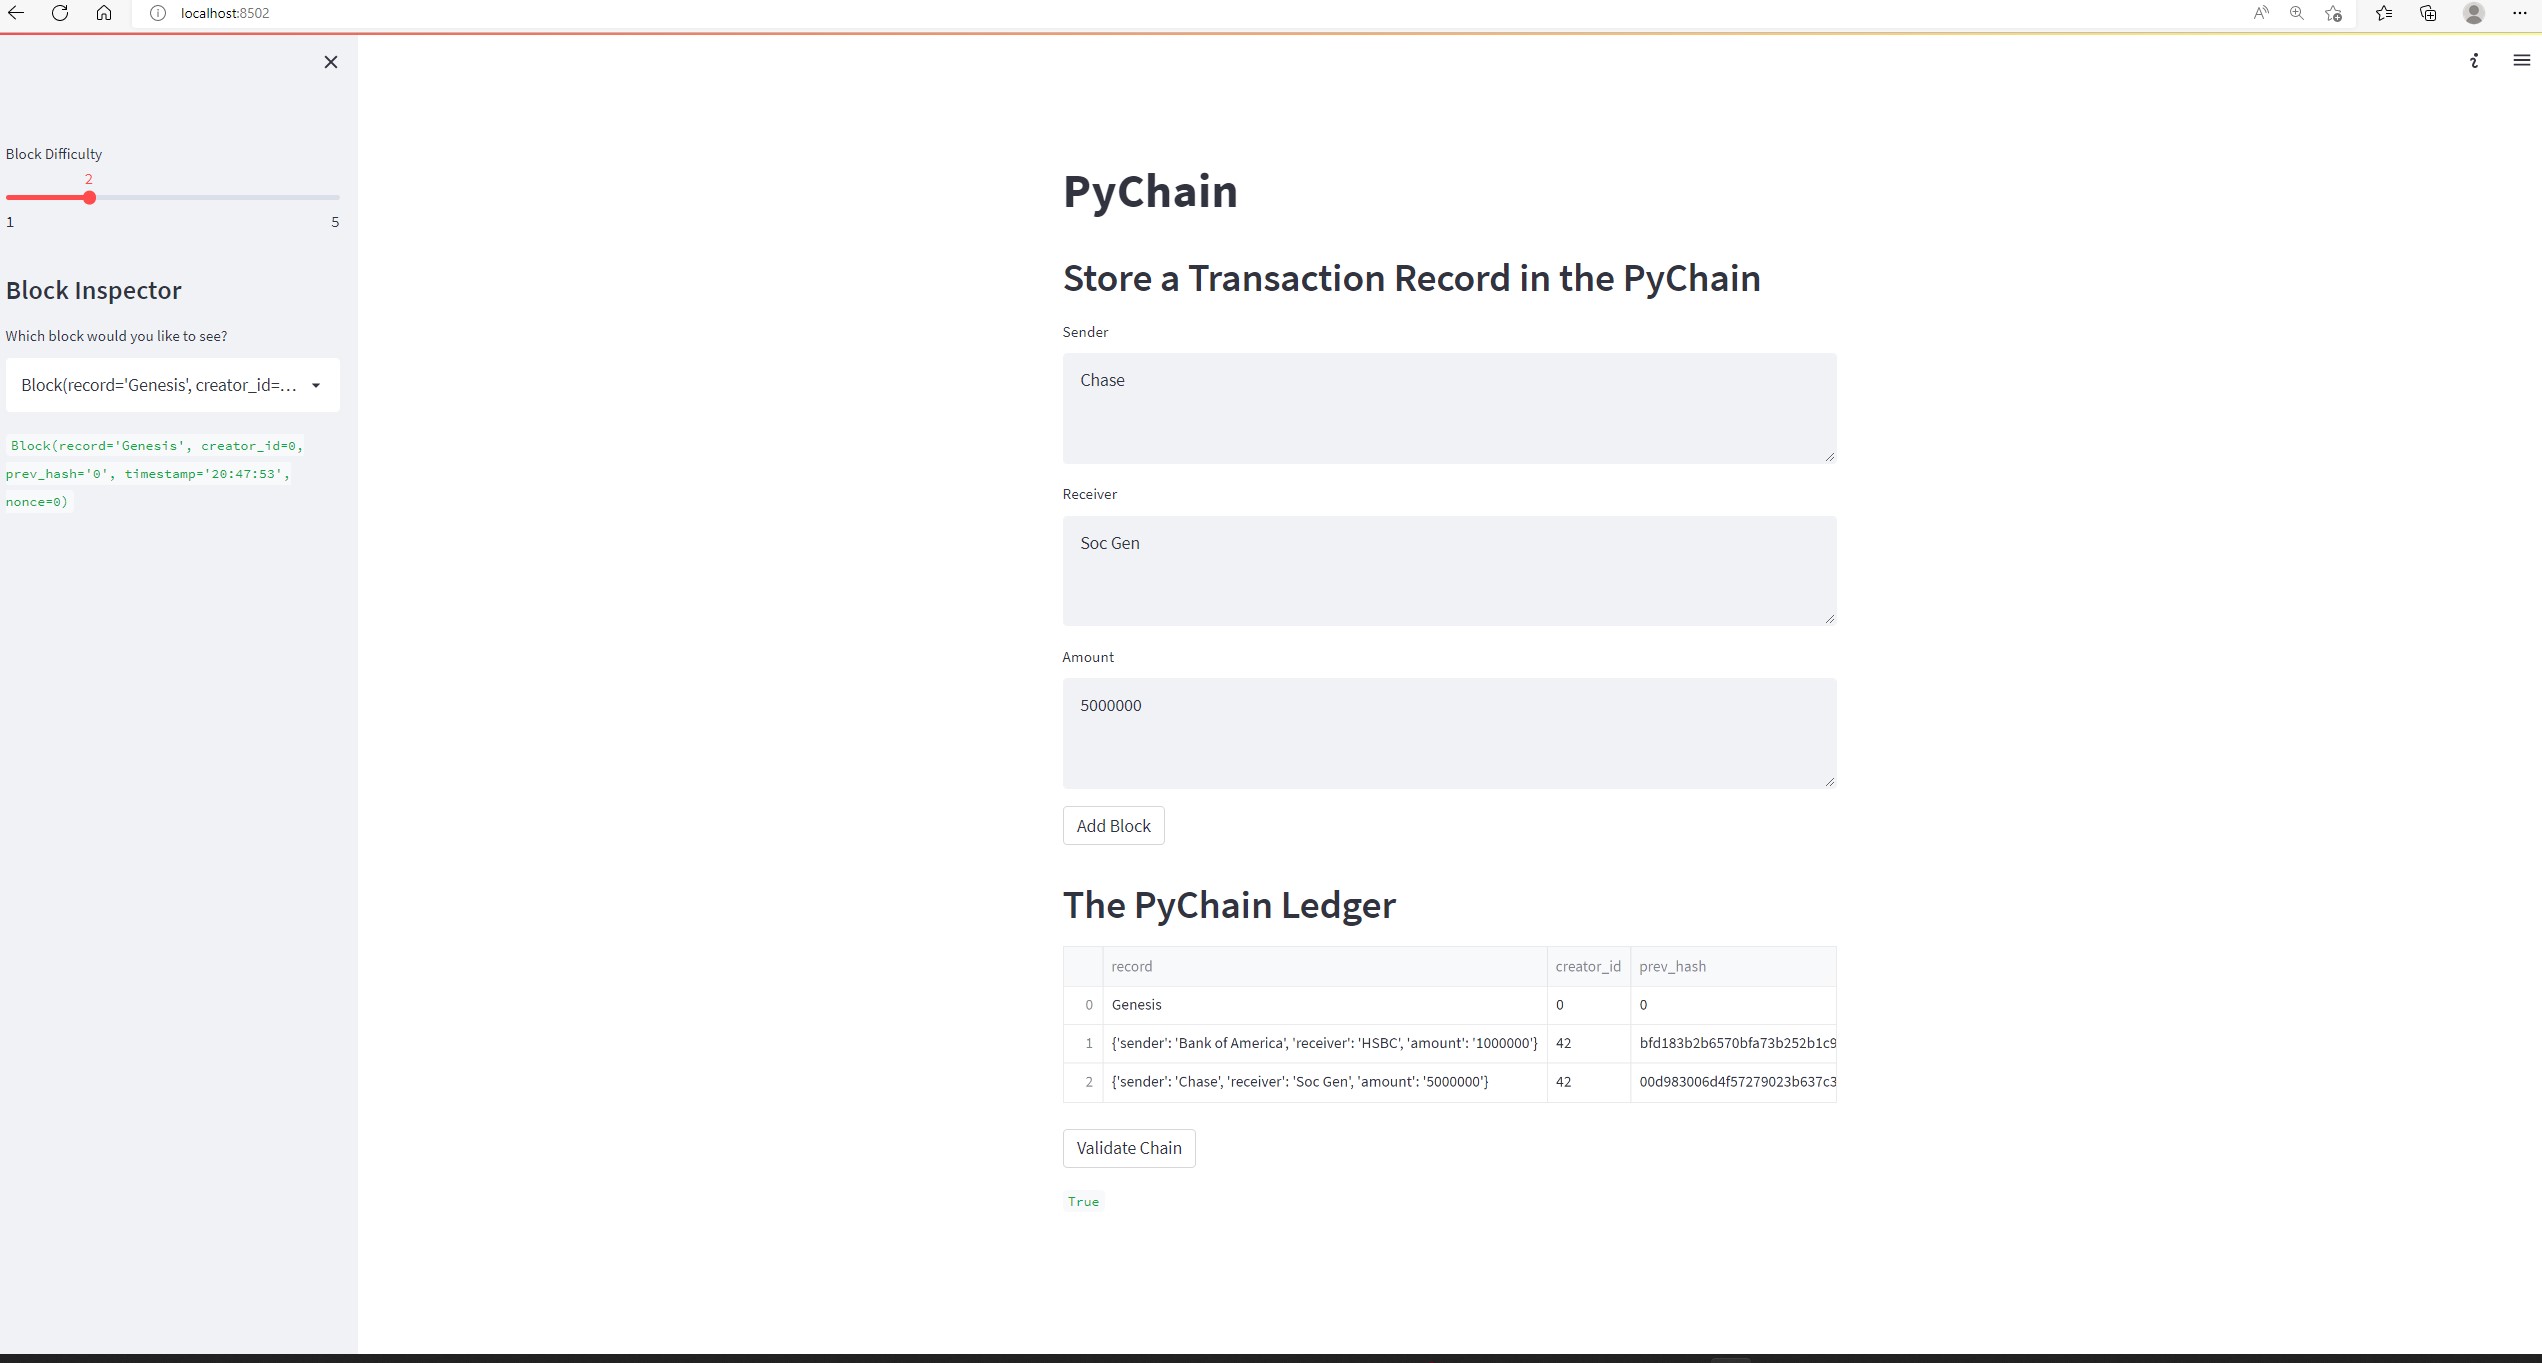 localhost:8502
Block Difficulty
2
1 5
Block Inspector
Which block would you like to see?
Block(record='Genesis', creator_id=...
Block(record='Genesis', creator_id=0,
prev_hash='0', timestamp='20:47:53',
nonce=0)
PyChain
Store a Transaction Record in the PyChain
Sender
Chase
Receiver
Soc Gen
Amount
5000000
Add Block
The PyChain Ledger
record creator_id prev_hash
0 Genesis 0 0
1 {'sender': 'Bank of America', 'receiver': 'HSBC', 'amount': '1000000'} 42 bfd183b2b6570bfa73b252b1c9
2 {'sender': 'Chase', 'receiver': 'Soc Gen', 'amount': '5000000'} 42 00d983006d4f57279023b637c3
Validate Chain
True